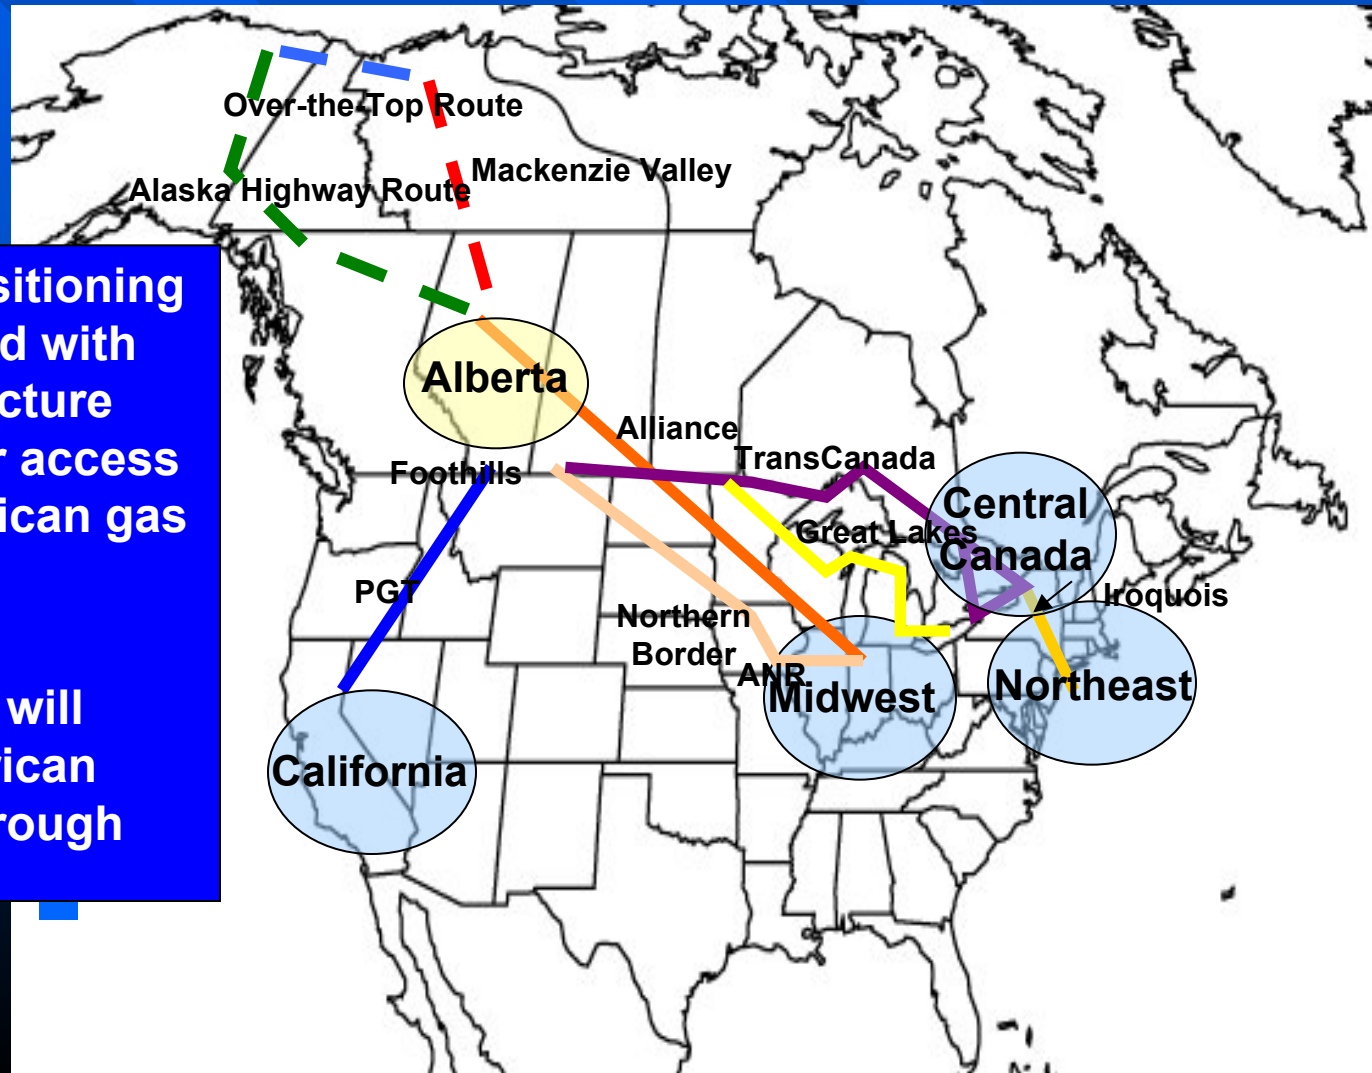 Over-the-Top Route
Mackenzie Valley
Alaska Highway Route
sitioning
d with
cture
r access
ican gas
will
rican
rough
Alberta
Alliance
TransCanada
Foothills
Central
Canada
Great Lakes
PGT
Iroquois
Northern
Border
ANR
Midwest
Northeast
California